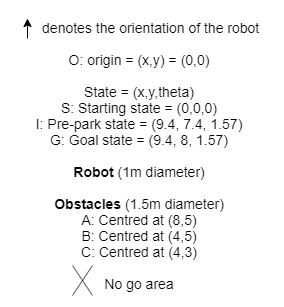 denotes the orientation of the robot
O: origin = (x,y) = (0,0)
State = (x,y,theta)
S: Starting state = (0,0,0)
I: Pre-park state = (9.4, 7.4, 1.57)
G: Goal state = (9.4, 8, 1.57)
Robot (1m diameter)
Obstacles (1.5m diameter)
A: Centred at (8,5)
B: Centred at (4,5)
C: Centred at (4,3)
No go area